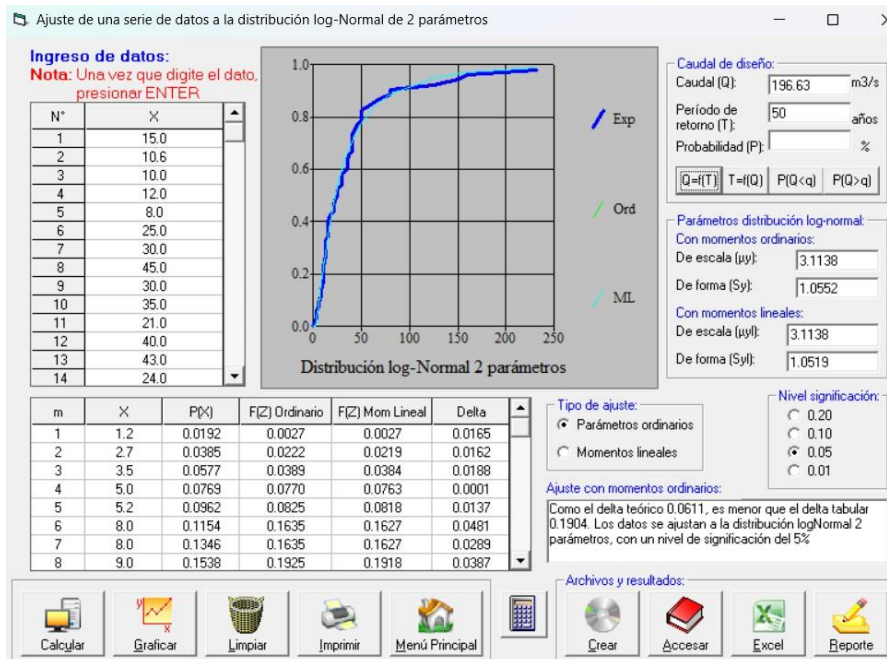 Ajuste de una serie de datos a la distribución log-Normal de 2 parámetros
Ingreso de datos:
Nota: Una vez que digite el dato,
presionar ENTER
N° X
1 15.0
2 10.6
3 10.0
4 12.0
5 8.0
6 25.0
7 30.0
8 45.0
9 30.0
10 35.0
11 21.0
12 40.0
13 43.0
14 24.0
1.0
0.8
0.6
0.4
0.2
0.0
0 50 100 150 200 250
Distribución log-Normal 2 parámetros
Exp
Ord
ML
Caudal de diseño:
Caudal (Q): 196.63 m3/s
Período de
retorno (T): 50 años
Probabilidad (P): %
Q=f(T) T=f(Q) P(Q<q) P(Q>q)
Parámetros distribución log-normal:
Con momentos ordinarios:
De escala (µy): 3.1138
De forma (Sy): 1.0552
Con momentos lineales:
De escala (µyl): 3.1138
De forma (Syl): 1.0519
m X P(X) F(Z) Ordinario F(Z) Mom Lineal Delta
1 1.2 0.0192 0.0027 0.0027 0.0165
2 2.7 0.0385 0.0222 0.0219 0.0162
3 3.5 0.0577 0.0389 0.0384 0.0188
4 5.0 0.0769 0.0770 0.0763 0.0001
5 5.2 0.0962 0.0825 0.0818 0.0137
6 8.0 0.1154 0.1635 0.1627 0.0481
7 8.0 0.1346 0.1635 0.1627 0.0289
8 9.0 0.1538 0.1925 0.1918 0.0387
Tipo de ajuste:
Parámetros ordinarios
Momentos lineales
Nivel significación:
0.20
0.10
0.05
0.01
Ajuste con momentos ordinarios:
Como el delta teórico 0.0611, es menor que el delta tabular
0.1904. Los datos se ajustan a la distribución logNormal 2
parámetros, con un nivel de significación del 5%
Archivos y resultados:
Calcular Graficar Limpiar Imprimir Menú Principal Crear Accesar Excel Reporte